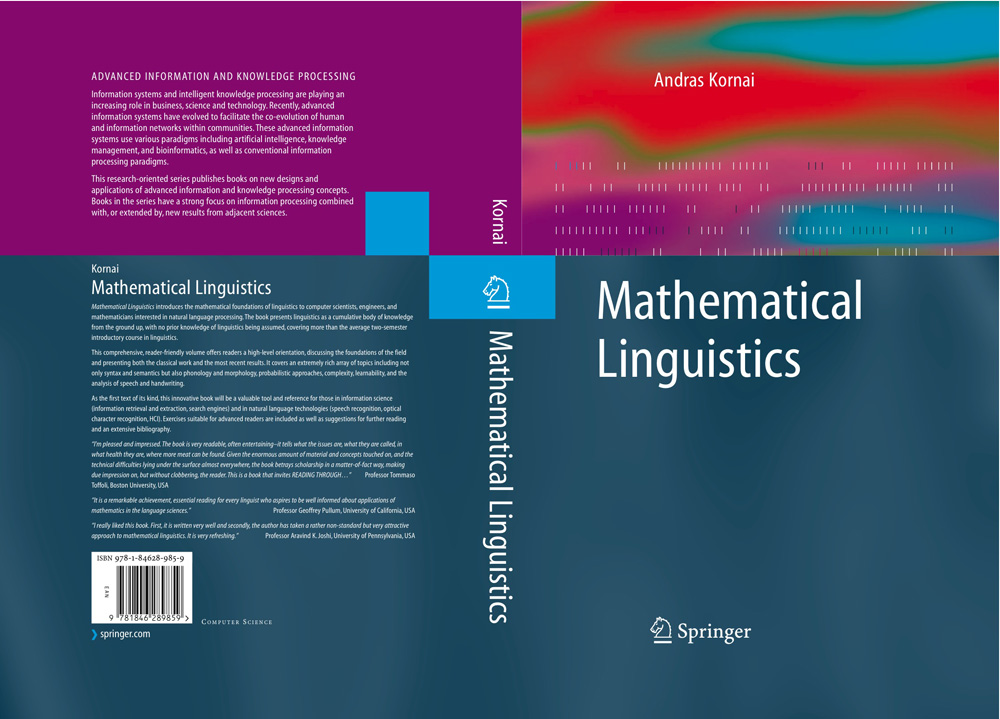 ADVANCED INFORMATION AND KNOWLEDGE PROCESSING
Information systems and intelligent knowledge processing are playing an
increasing role in business, science and technology. Recently, advanced
information systems have evolved to facilitate the co-evolution of human
and information networks within communities. These advanced information
systems use various paradigms including artificial intelligence, knowledge
management, and bioinformatics, as well as conventional information
processing paradigms.
This research-oriented series publishes books on new designs and
applications of advanced information and knowledge processing concepts.
Books in the series have a strong focus on information processing combined
with, or extended by, new results from adjacent sciences.
Kornai
Mathematical Linguistics
Mathematical Linguistics introduces the mathematical foundations of linguistics to computer scientists, engineers, and
mathematicians interested in natural language processing. The book presents linguistics as a cumulative body of knowledge
from the ground up, with no prior knowledge of linguistics being assumed, covering more than the average two-semester
introductory course in linguistics.
This comprehensive, reader-friendly volume offers readers a high-level orientation, discussing the foundations of the field
and presenting both the classical work and the most recent results. It covers an extremely rich array of topics including not
only syntax and semantics but also phonology and morphology, probabilistic approaches, complexity, learnability, and the
analysis of speech and handwriting.
As the first text of its kind, this innovative book will be a valuable tool and reference for those in information science
(information retrieval and extraction, search engines) and in natural language technologies (speech recognition, optical
character recognition, HCI). Exercises suitable for advanced readers are included as well as suggestions for further reading
and an extensive bibliography.
"I'm pleased and impressed. The book is very readable, often entertaining–it tells what the issues are, what they are called, in
what health they are, where more meat can be found. Given the enormous amount of material and concepts touched on, and the
technical difficulties lying under the surface almost everywhere, the book betrays scholarship in a matter-of-fact way, making
due impression on, but without clobbering, the reader. This is a book that invites READING THROUGH..." Professor Tommaso
Toffoli, Boston University, USA
"It is a remarkable achievement, essential reading for every linguist who aspires to be well informed about applications of
mathematics in the language sciences." Professor Geoffrey Pullum, University of California, USA
"I really liked this book. First, it is written very well and secondly, the author has taken a rather non-standard but very attractive
approach to mathematical linguistics. It is very refreshing." Professor Aravind K. Joshi, University of Pennsylvania, USA
ISBN 978-1-84628-985-9
EAN
9 781846 289859 >
COMPUTER SCIENCE
springer.com
Kornai
Mathematical Linguistics
Andras Kornai
Mathematical
Linguistics
Springer